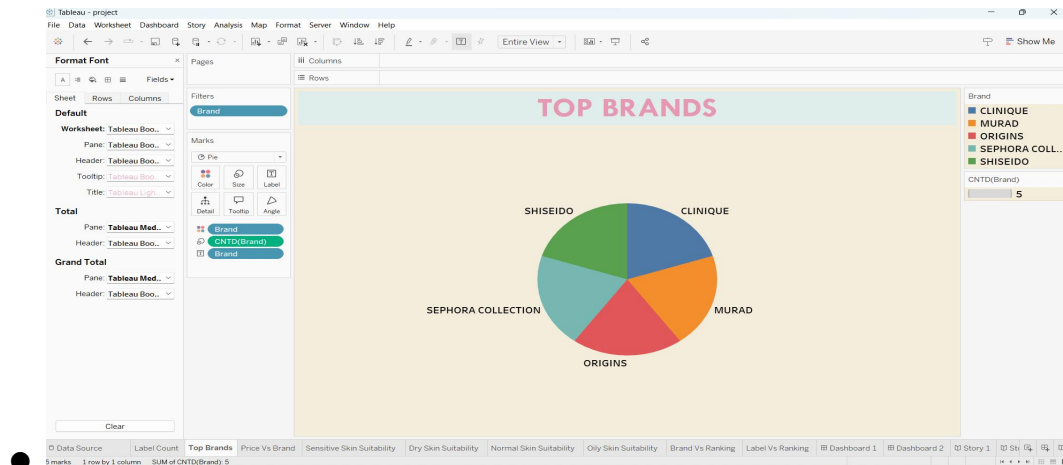 Tableau - project
File Data Worksheet Dashboard Story Analysis Map Format Server Window Help
Entire View
Show Me
Format Font
Fields
Sheet Rows Columns
Default
Worksheet: Tableau Boo..
Pane: Tableau Boo..
Header: Tableau Boo..
Tooltip: Tableau Boo..
Title: Tableau Ligh..
Total
Pane: Tableau Med..
Header: Tableau Boo..
Grand Total
Pane: Tableau Med..
Header: Tableau Boo..
Clear
Pages
Filters
Brand
Marks
Pie
Color Size Label
Detail Tooltip Angle
Brand
CNTD(Brand)
Brand
Columns
Rows
TOP BRANDS
SHISEIDO
CLINIQUE
SEPHORA COLLECTION
MURAD
ORIGINS
Brand
CLINIQUE
MURAD
ORIGINS
SEPHORA COLL...
SHISEIDO
CNTD(Brand)
5
Data Source Label Count Top Brands Price Vs Brand Sensitive Skin Suitability Dry Skin Suitability Normal Skin Suitability Oily Skin Suitability Brand Vs Ranking Label Vs Ranking Dashboard 1 Dashboard 2 Story 1
5 marks 1 row by 1 column SUM of CNTD(Brand): 5